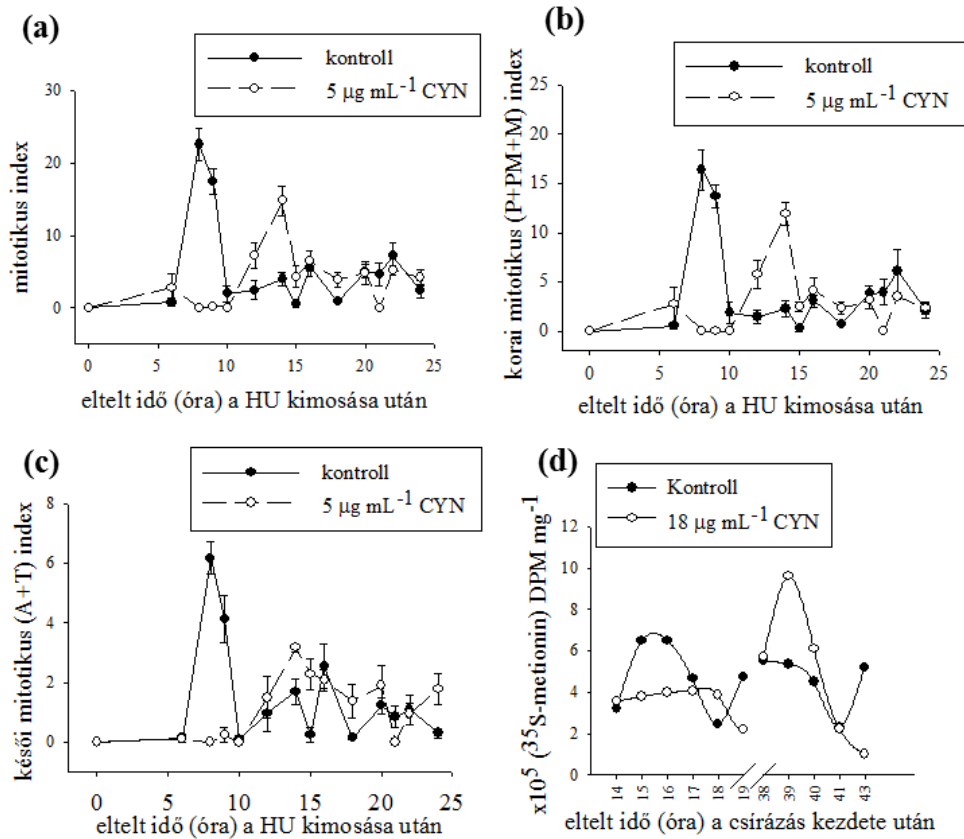 (a)
kontroll
5 μg mL⁻¹ CYN
mitotikus index
30
20
10
0
0 5 10 15 20 25
eltelt idő (óra) a HU kimosása után
(b)
kontroll
5 μg mL⁻¹ CYN
korai mitotikus (P+PM+M) index
25
20
15
10
5
0
0 5 10 15 20 25
eltelt idő (óra) a HU kimosása után
(c)
kontroll
5 μg mL⁻¹ CYN
késői mitotikus (A+T) index
8
6
4
2
0
0 5 10 15 20 25
eltelt idő (óra) a HU kimosása után
(d)
Kontroll
18 μg mL⁻¹ CYN
x10⁵ (³⁵S-metionin) DPM mg⁻¹
12
10
8
6
4
2
0
14 15 16 17 18 19 38 39 40 41 43
eltelt idő (óra) a csírázás kezdete után